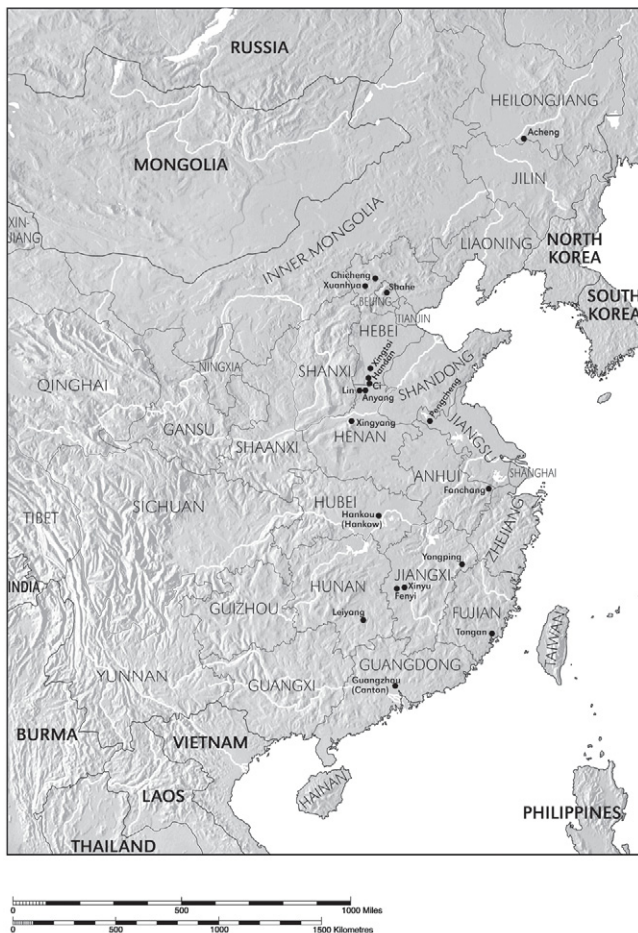 RUSSIA
HEILONGJIANG
Acheng
MONGOLIA
JILIN
XIN-
JIANG
INNER MONGOLIA
LIAONING
NORTH
KOREA
Chicheng
Xuanhua
Shahe
BEIJING
TIANJIN
SOUTH
KOREA
HEBEI
NINGXIA
SHANXI
Xingtai
Handan
Ci
Lin
Anyang
SHANDONG
QINGHAI
GANSU
SHAANXI
Xingyang
HENAN
Pengcheng
JIANGSU
ANHUI
SHANGHAI
Fanchang
TIBET
SICHUAN
HUBEI
Hankou
(Hankow)
ZHEJIANG
Yongping
INDIA
HUNAN
JIANGXI
Xinyu
Fenyi
GUIZHOU
Leiyang
FUJIAN
Tongan
TAIWAN
YUNNAN
GUANGXI
GUANGDONG
Guangzhou
(Canton)
BURMA
VIETNAM
LAOS
HAINAN
PHILIPPINES
THAILAND
0 500 1000 Miles
0 500 1000 1500 Kilometres